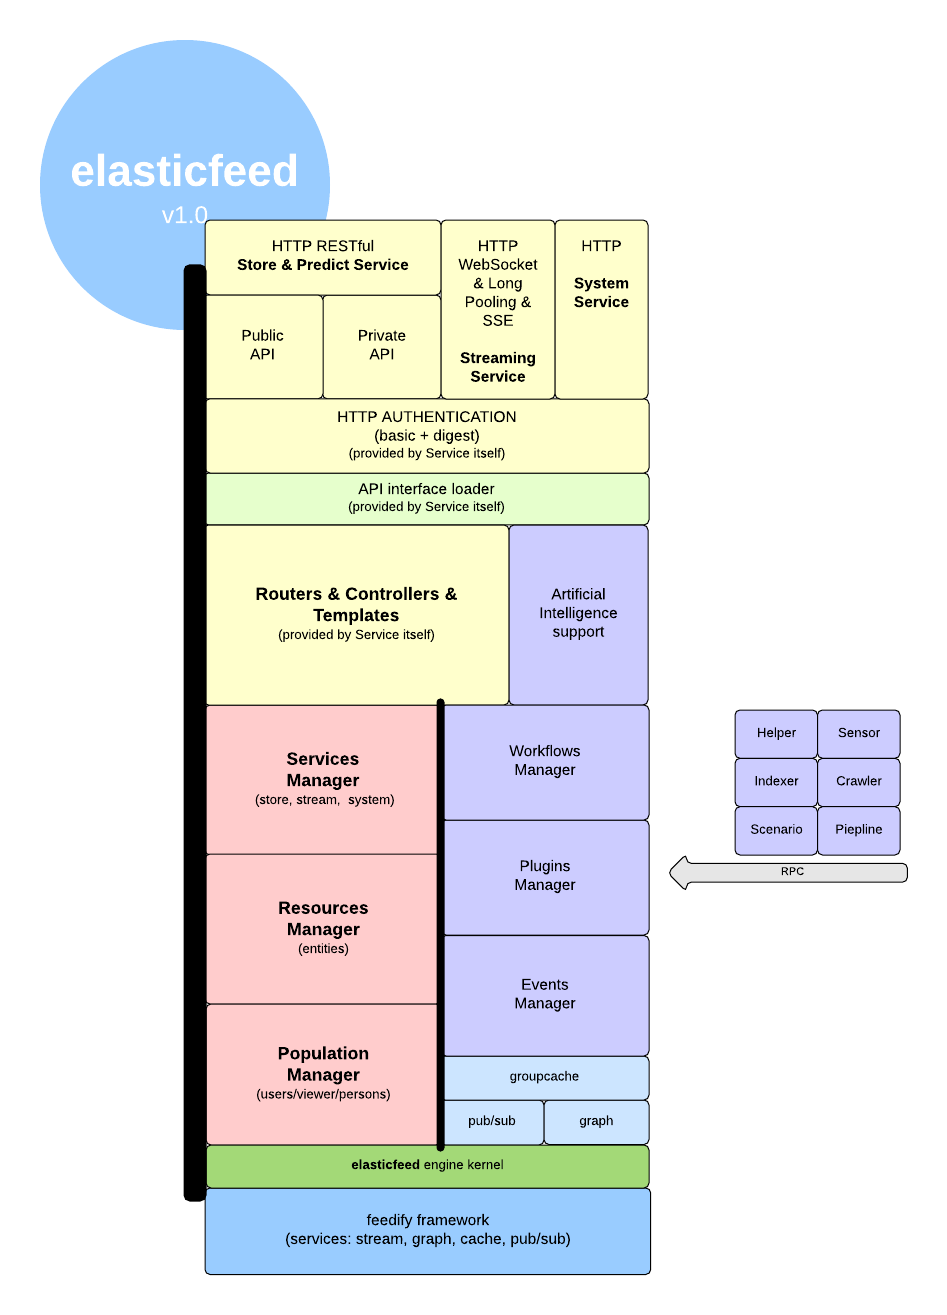 elasticfeed
v1.0
HTTP RESTful
Store & Predict Service
Public
API
Private
API
HTTP
WebSocket
& Long
Pooling &
SSE
Streaming
Service
HTTP
System
Service
HTTP AUTHENTICATION
(basic + digest)
(provided by Service itself)
API interface loader
(provided by Service itself)
Routers & Controllers &
Templates
(provided by Service itself)
Artificial
Intelligence
support
Services
Manager
(store, stream,  system)
Resources
Manager
(entities)
Population
Manager
(users/viewer/persons)
Workflows
Manager
Plugins
Manager
Events
Manager
groupcache
pub/sub
graph
Helper
Sensor
Indexer
Crawler
Scenario
Piepline
RPC
elasticfeed engine kernel
feedify framework
(services: stream, graph, cache, pub/sub)